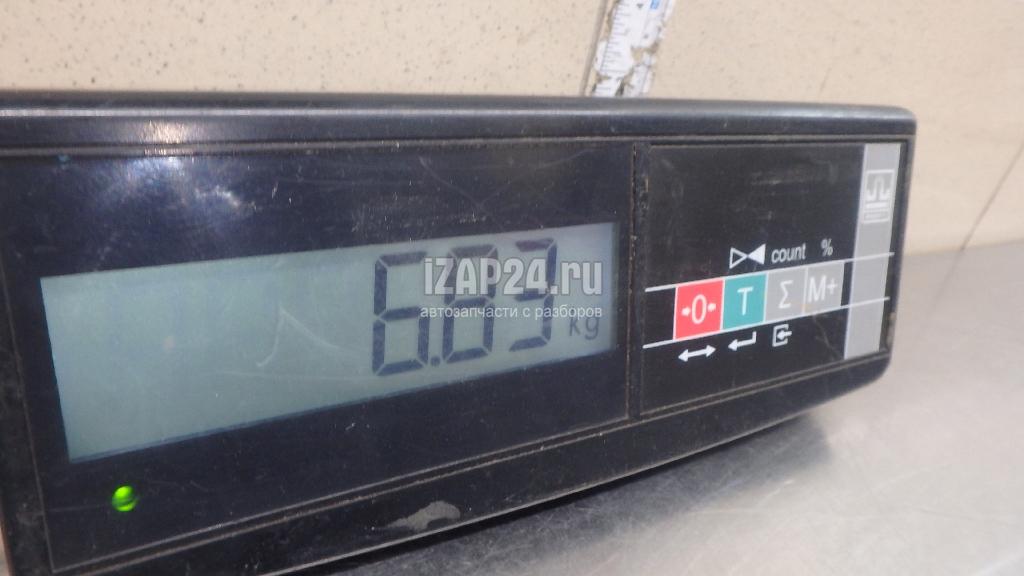 6.83 kg
iZAP24.ru
автозапчасти с разборов
count %
→0← T Σ M+